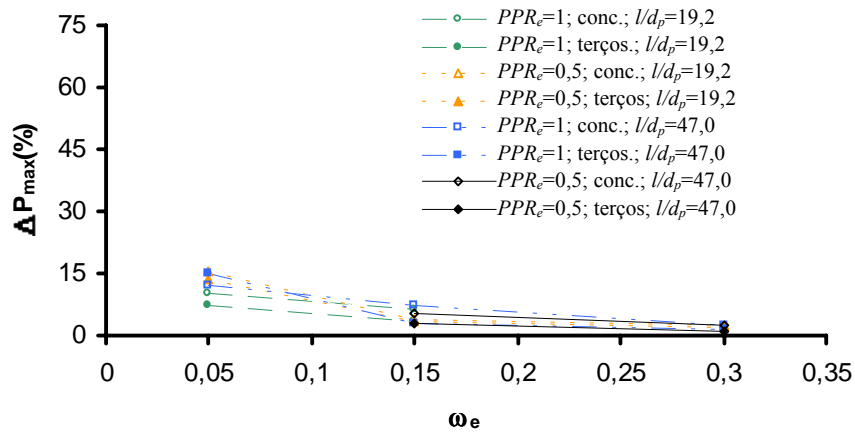 75
60
45
30
15
0
ΔPmax(%)
0
0,05
0,1
0,15
0,2
0,25
0,3
0,35
ωe
PPRe=1; conc.; l/dp=19,2
PPRe=1; terços.; l/dp=19,2
PPRe=0,5; conc.; l/dp=19,2
PPRe=0,5; terços; l/dp=19,2
PPRe=1; conc.; l/dp=47,0
PPRe=1; terços.; l/dp=47,0
PPRe=0,5; conc.; l/dp=47,0
PPRe=0,5; terços; l/dp=47,0